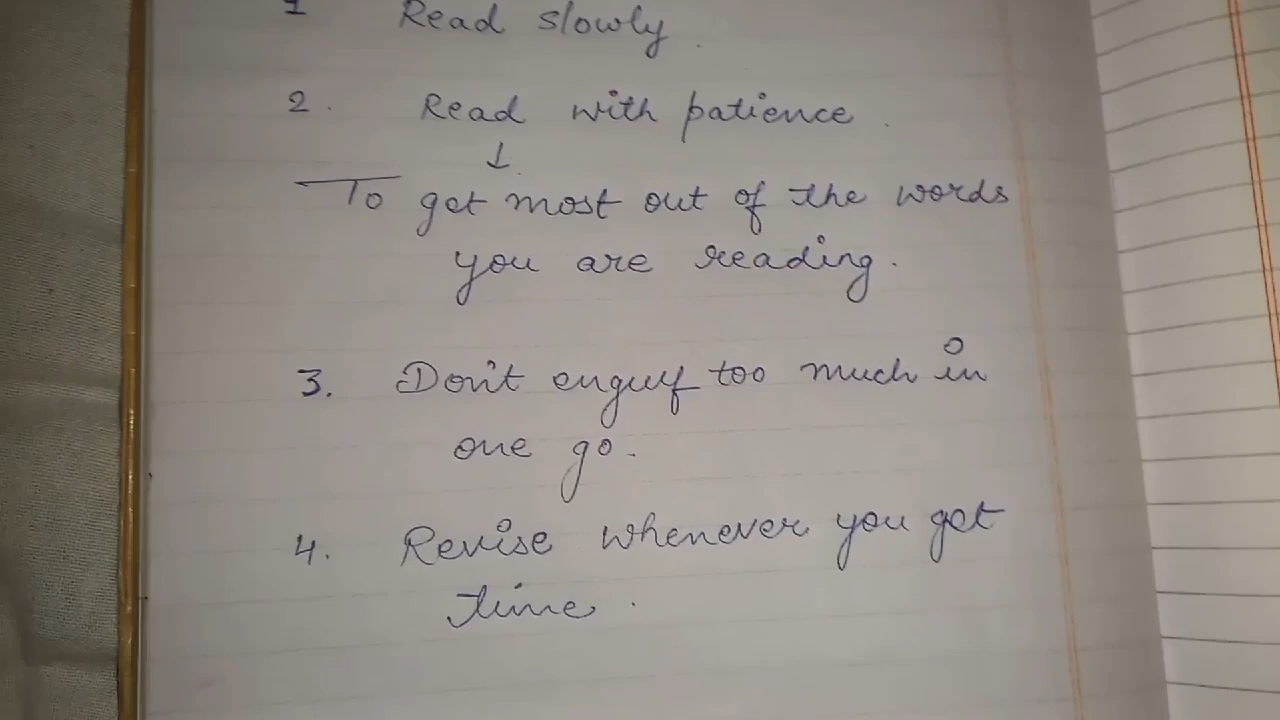 1 Read slowly.
2. Read with patience.
↓
To get most out of the words
you are reading.
3. Don't enguf too much in
one go.
4. Revise whenever you get
time.